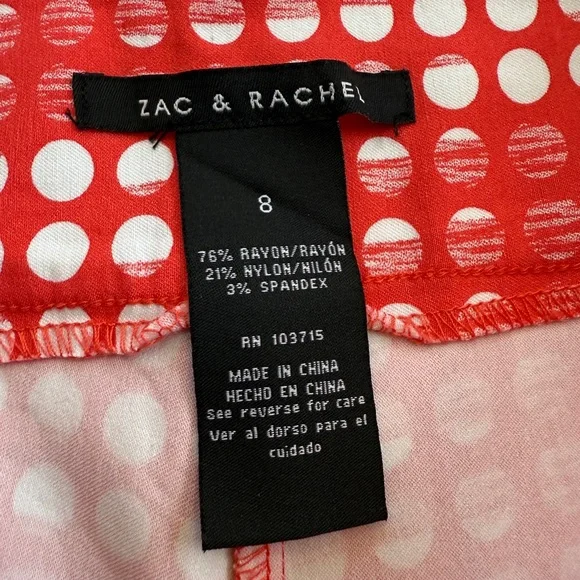 ZAC & RACHEL
8
76% RAYON/RAYÓN
21% NYLON/NILÓN
3% SPANDEX
RN 103715
MADE IN CHINA
HECHO EN CHINA
See reverse for care
Ver al dorso para el
cuidado